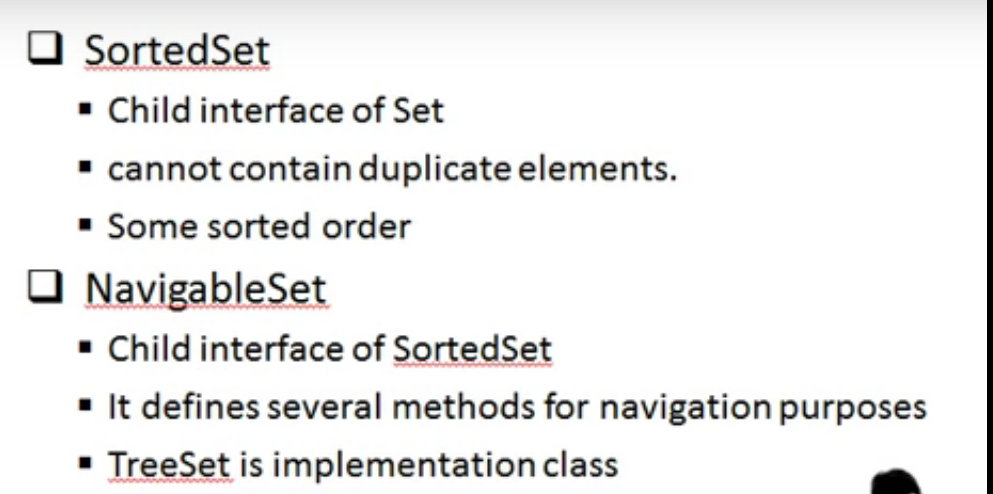 SortedSet
Child interface of Set
cannot contain duplicate elements.
Some sorted order
NavigableSet
Child interface of SortedSet
It defines several methods for navigation purposes
TreeSet is implementation class